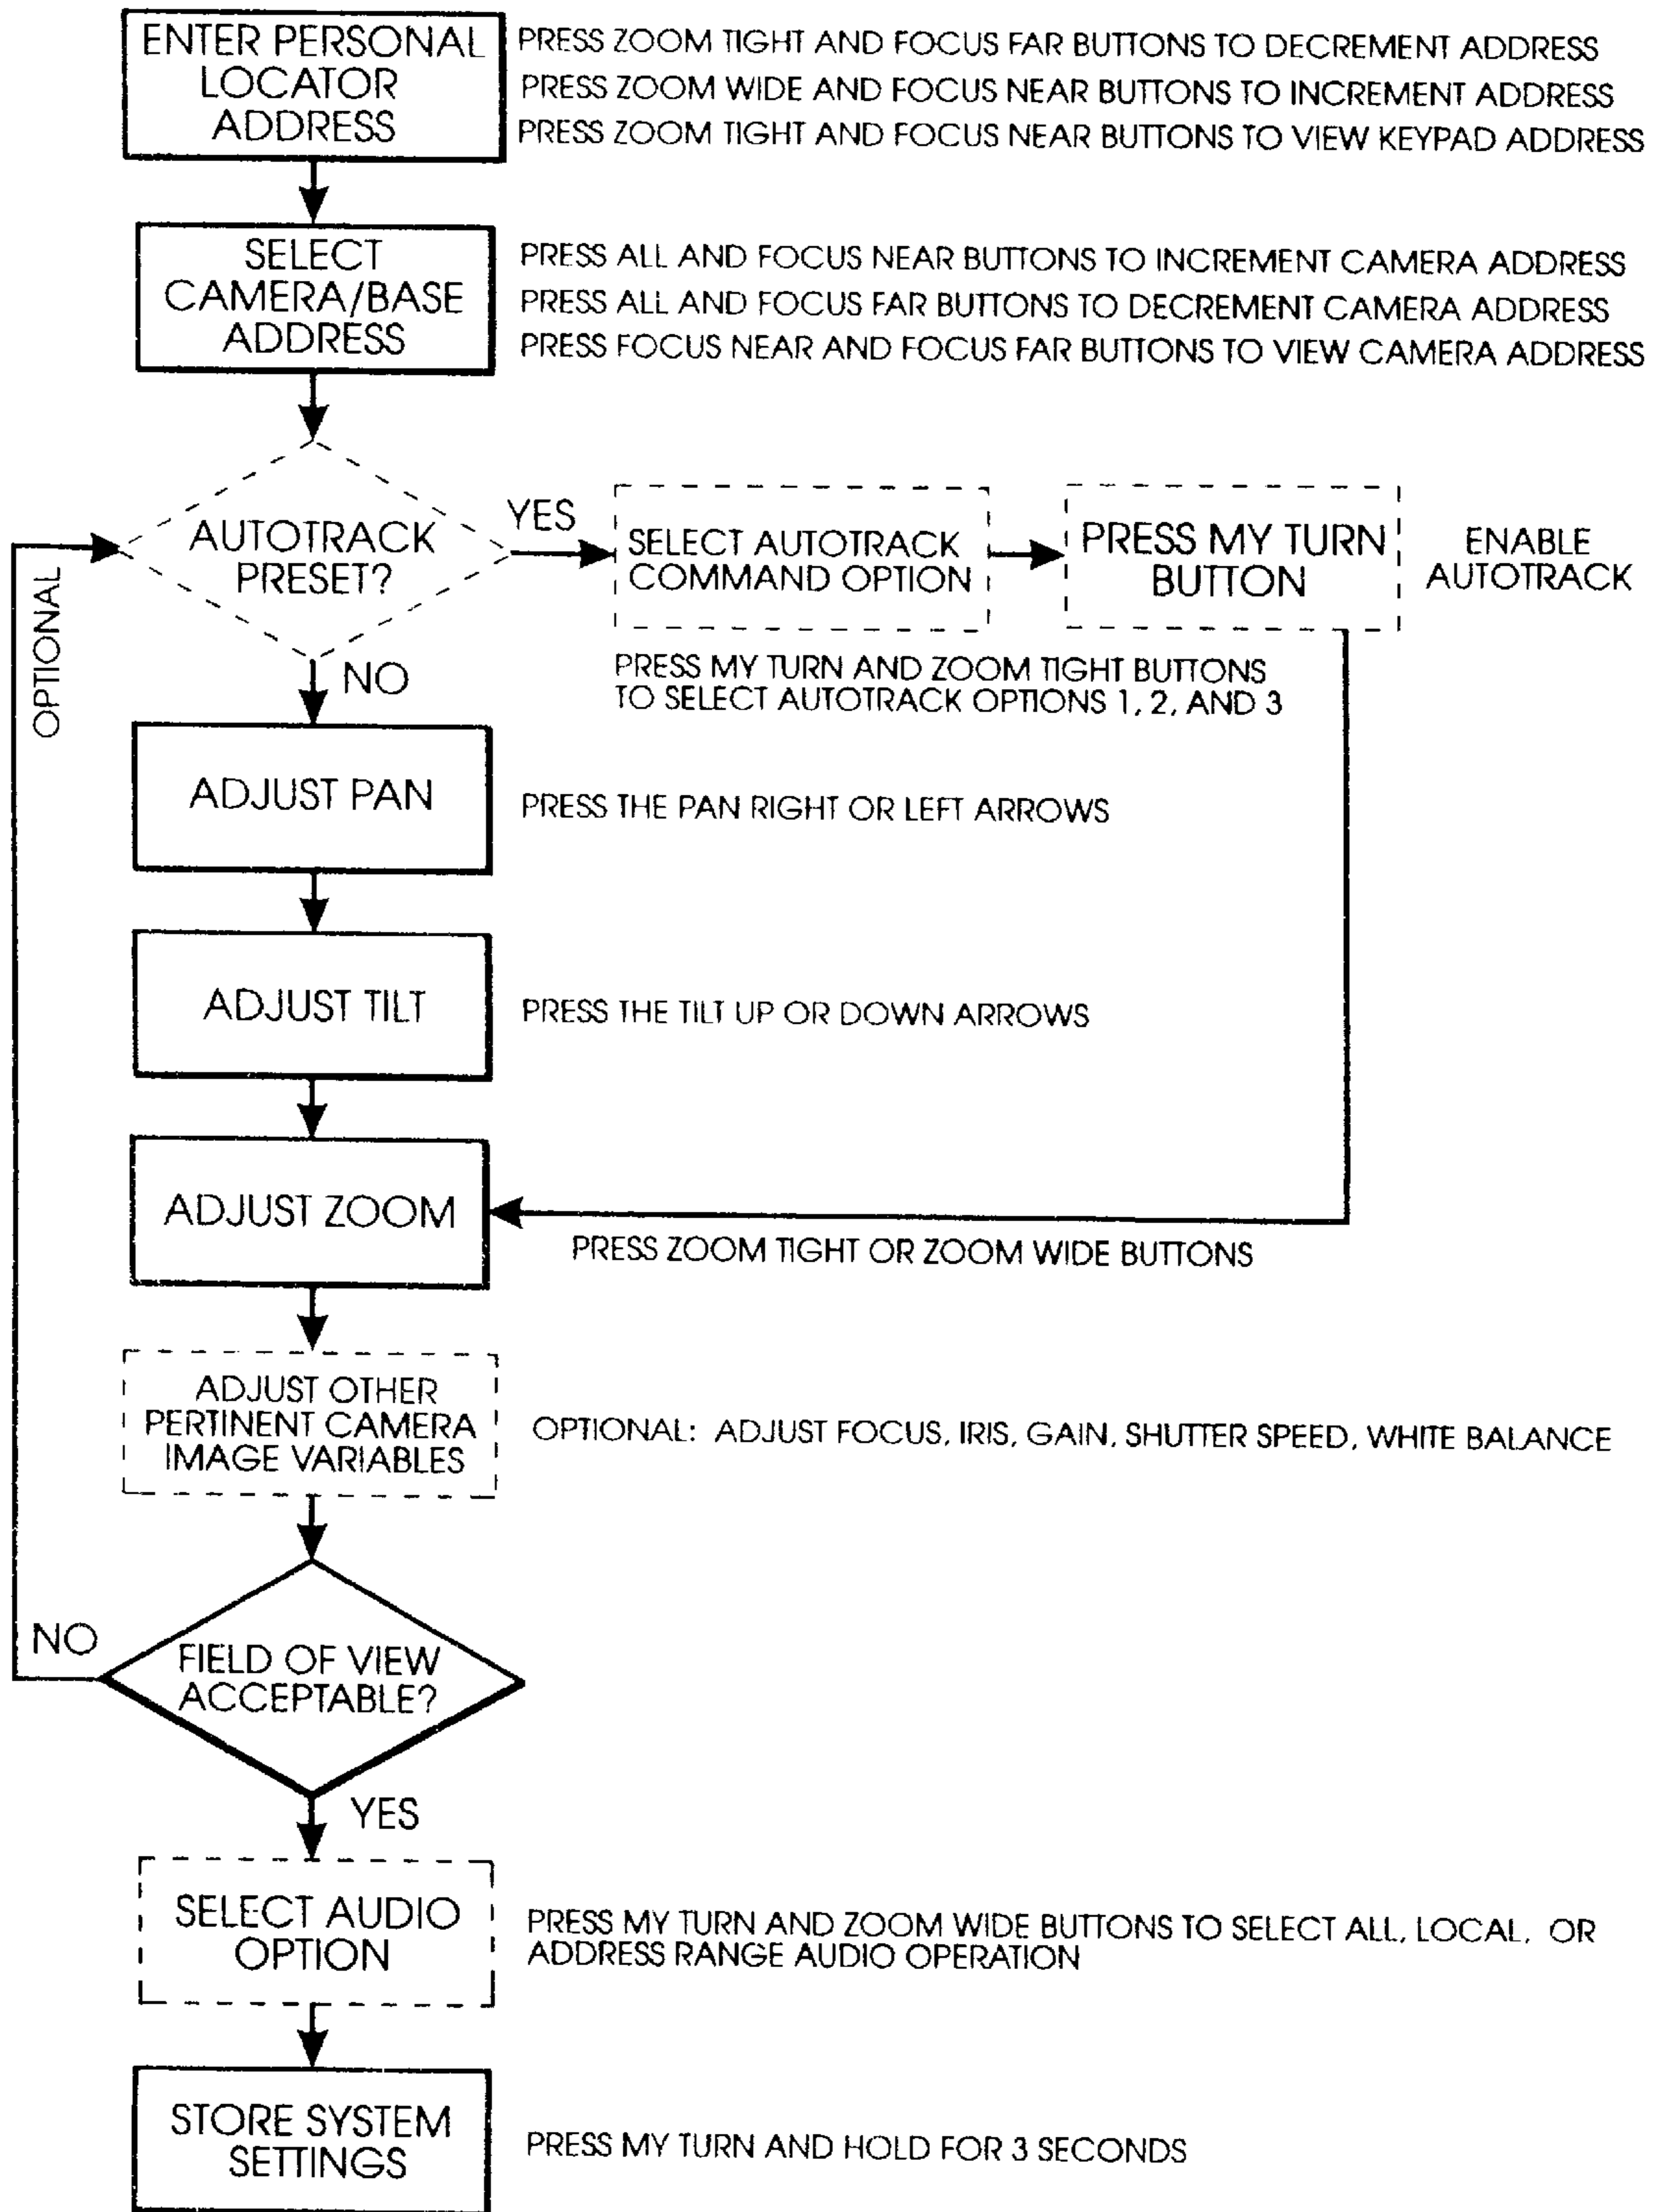 ENTER PERSONAL
LOCATOR
ADDRESS
PRESS ZOOM TIGHT AND FOCUS FAR BUTTONS TO DECREMENT ADDRESS
PRESS ZOOM WIDE AND FOCUS NEAR BUTTONS TO INCREMENT ADDRESS
PRESS ZOOM TIGHT AND FOCUS NEAR BUTTONS TO VIEW KEYPAD ADDRESS
SELECT
CAMERA/BASE
ADDRESS
PRESS ALL AND FOCUS NEAR BUTTONS TO INCREMENT CAMERA ADDRESS
PRESS ALL AND FOCUS FAR BUTTONS TO DECREMENT CAMERA ADDRESS
PRESS FOCUS NEAR AND FOCUS FAR BUTTONS TO VIEW CAMERA ADDRESS
AUTOTRACK
PRESET?
YES
SELECT AUTOTRACK
COMMAND OPTION
PRESS MY TURN
BUTTON
ENABLE
AUTOTRACK
OPTIONAL
NO
PRESS MY TURN AND ZOOM TIGHT BUTTONS
TO SELECT AUTOTRACK OPTIONS 1, 2, AND 3
ADJUST PAN
PRESS THE PAN RIGHT OR LEFT ARROWS
ADJUST TILT
PRESS THE TILT UP OR DOWN ARROWS
ADJUST ZOOM
PRESS ZOOM TIGHT OR ZOOM WIDE BUTTONS
ADJUST OTHER
PERTINENT CAMERA
IMAGE VARIABLES
OPTIONAL: ADJUST FOCUS, IRIS, GAIN, SHUTTER SPEED, WHITE BALANCE
NO
FIELD OF VIEW
ACCEPTABLE?
YES
SELECT AUDIO
OPTION
PRESS MY TURN AND ZOOM WIDE BUTTONS TO SELECT ALL, LOCAL, OR
ADDRESS RANGE AUDIO OPERATION
STORE SYSTEM
SETTINGS
PRESS MY TURN AND HOLD FOR 3 SECONDS